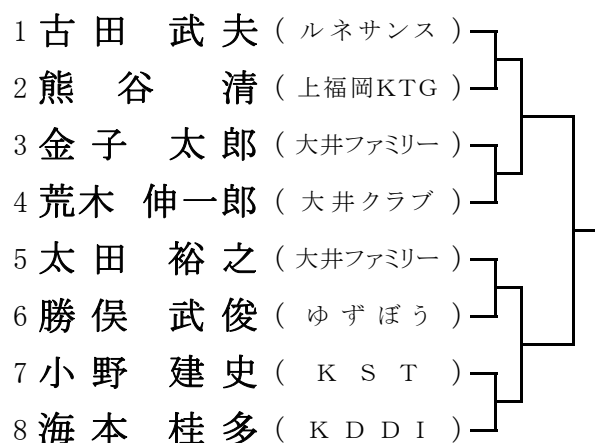 1 古田 武夫 (ルネサンス)
2 熊谷 清 (上福岡KTG)
3 金子 太郎 (大井ファミリー)
4 荒木 伸一郎 (大井クラブ)
5 太田 裕之 (大井ファミリー)
6 勝俣 武俊 (ゆずぼう)
7 小野 建史 (KST)
8 海本 桂多 (KDDI)